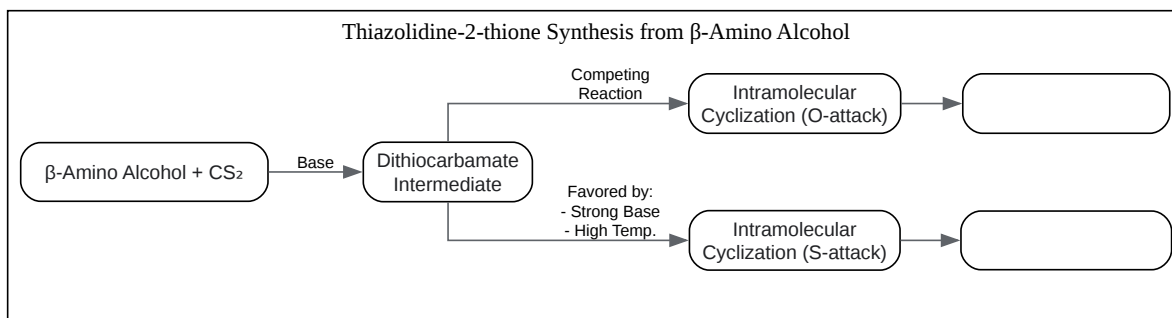 Thiazolidine-2-thione Synthesis from β-Amino Alcohol
Competing
Reaction
Intramolecular
Cyclization (O-attack)
β-Amino Alcohol + CS₂
Base
Dithiocarbamate
Intermediate
Favored by:
- Strong Base
- High Temp.
Intramolecular
Cyclization (S-attack)